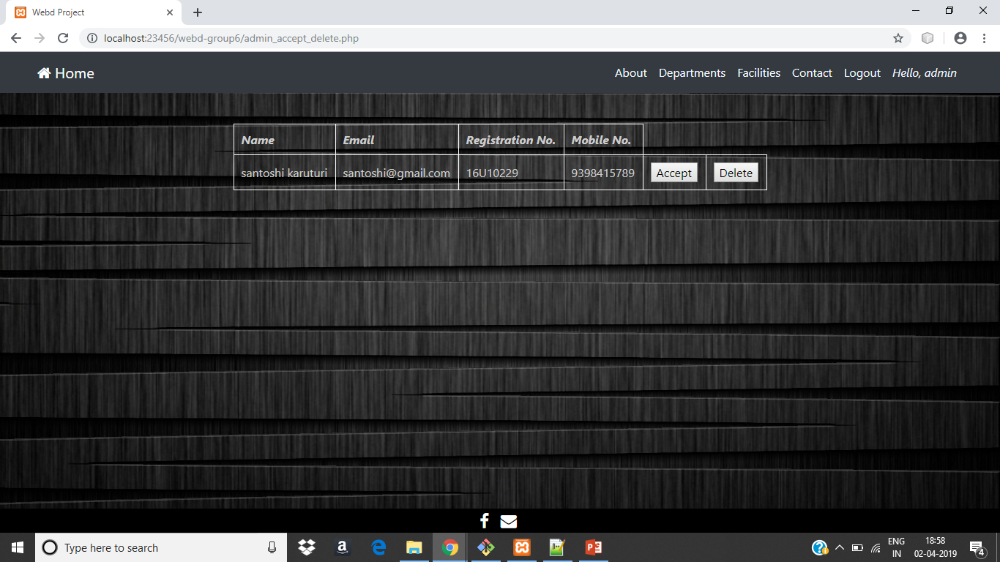 Webd Project
localhost:23456/webd-group6/admin_accept_delete.php
Home About Departments Facilities Contact Logout Hello, admin
Name Email Registration No. Mobile No.
santoshi karuturi santoshi@gmail.com 16U10229 9398415789 Accept Delete
Type here to search
ENG 18:58
IN 02-04-2019 4